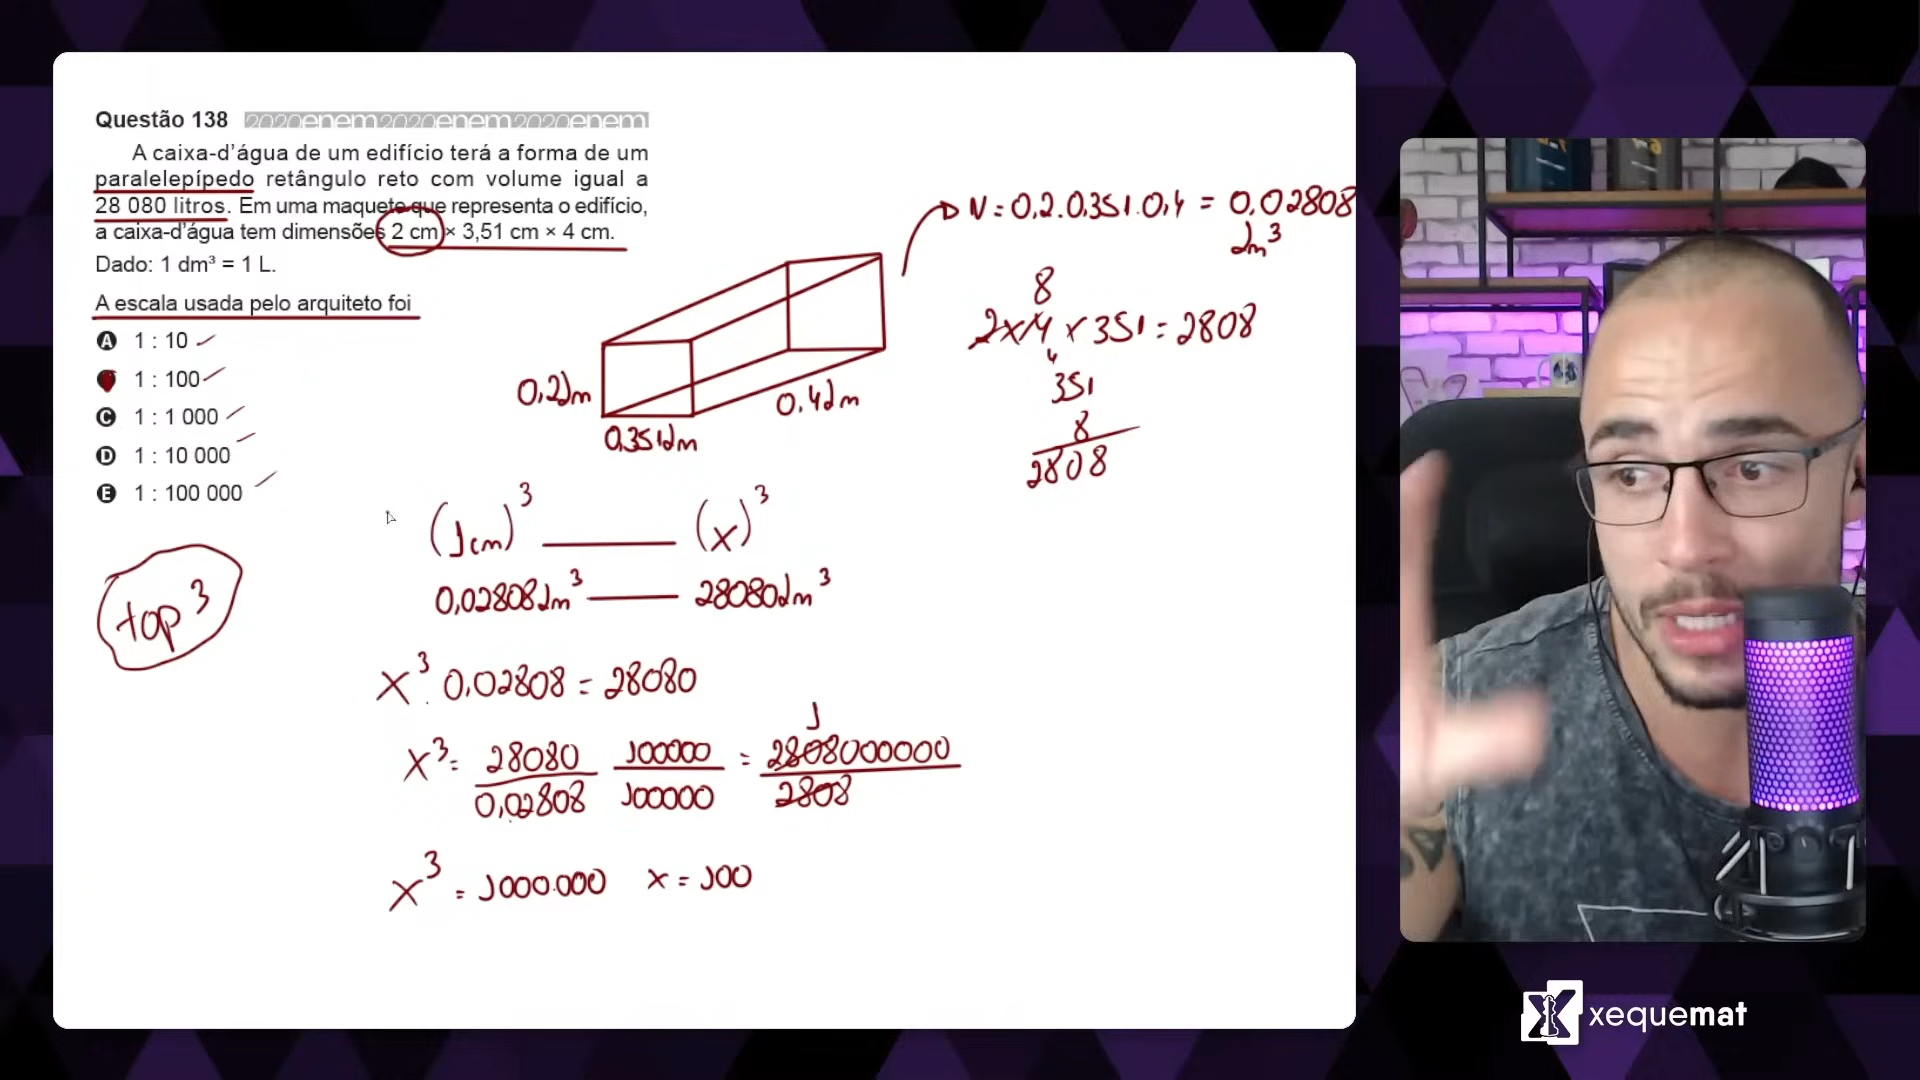 Questão 138 2020enem2020enem2020enem
A caixa-d'água de um edifício terá a forma de um
paralelepípedo retângulo reto com volume igual a
28 080 litros. Em uma maquete que representa o edifício,
a caixa-d'água tem dimensões 2 cm × 3,51 cm × 4 cm.
Dado: 1 dm³ = 1 L.
A escala usada pelo arquiteto foi
A 1 : 10
1 : 100
C 1 : 1 000
D 1 : 10 000
E 1 : 100 000
top 3
0,2dm
0,351dm
0,4dm
V = 0,2.0,351.0,4 = 0,02808
dm³
8
2×4 × 351 = 2808
4
351
8
2808
(1cm)³ (x)³
0,02808dm³ 28080dm³
x³. 0,02808 = 28080
1
x³ = 28080 100000 = 2808000000
0,02808 100000 2808
x³ = 1000.000 x = 100
xequemat